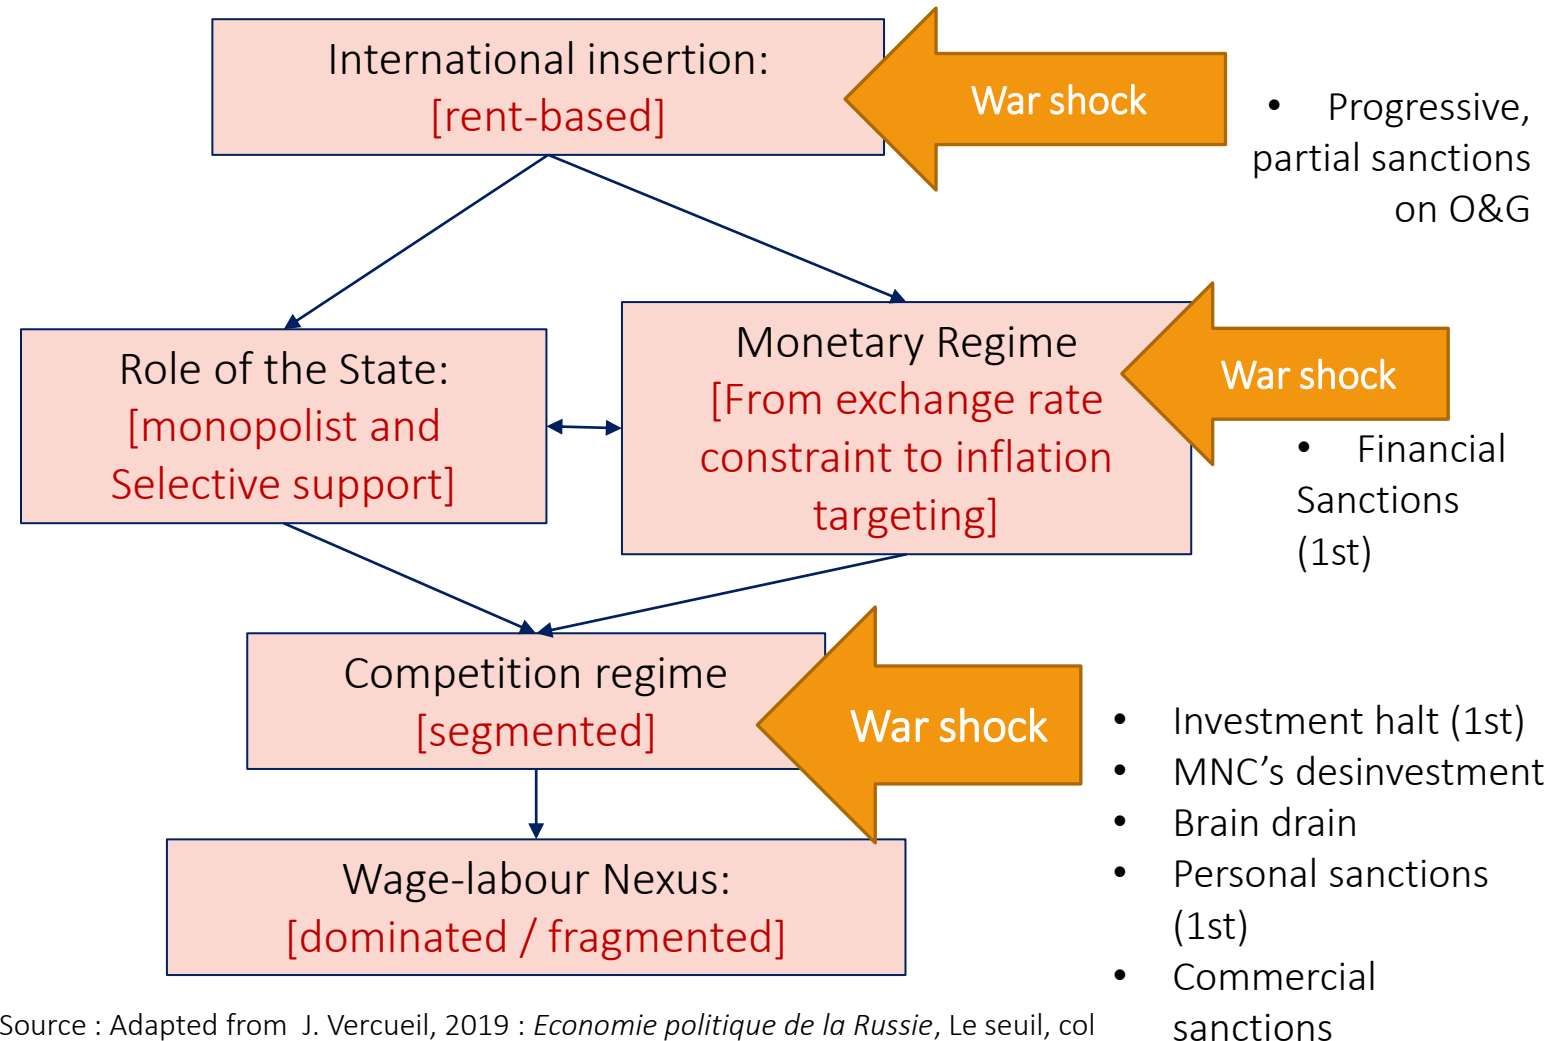 International insertion:
[rent-based]
War shock
• Progressive,
partial sanctions
on O&G
Role of the State:
[monopolist and
Selective support]
Monetary Regime
[From exchange rate
constraint to inflation
targeting]
War shock
• Financial
Sanctions
(1st)
Competition regime
[segmented]
War shock
• Investment halt (1st)
• MNC’s desinvestment
• Brain drain
• Personal sanctions
(1st)
• Commercial
sanctions
Wage-labour Nexus:
[dominated / fragmented]
Source : Adapted from J. Vercueil, 2019 : Economie politique de la Russie, Le seuil, col